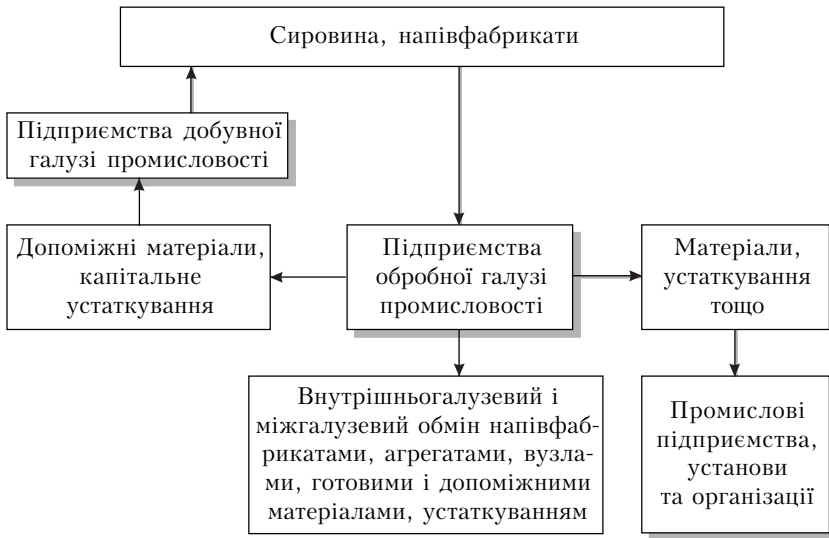 Сировина, напівфабрикати
Підприємства добувної
галузі промисловості
Допоміжні матеріали,
капітальне
устаткування
Підприємства
обробної галузі
промисловості
Матеріали,
устаткування
тощо
Внутрішньогалузевий і
міжгалузевий обмін напівфаб-
рикатами, агрегатами, вузла-
ми, готовими і допоміжними
матеріалами, устаткуванням
Промислові
підприємства,
установи
та організації